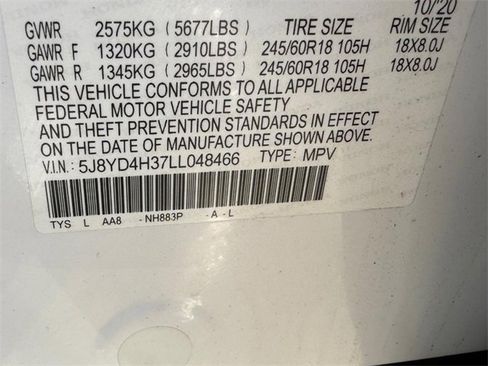 10/20
GVWR 2575KG (5677LBS) TIRE SIZE RIM SIZE
GAWR F 1320KG (2910LBS) 245/60R18 105H 18X8.0J
GAWR R 1345KG (2965LBS) 245/60R18 105H 18X8.0J
THIS VEHICLE CONFORMS TO ALL APPLICABLE
FEDERAL MOTOR VEHICLE SAFETY
AND THEFT PREVENTION STANDARDS IN EFFECT
ON THE DATE OF MANUFACTURE SHOWN ABOVE.
V.I.N.: 5J8YD4H37LL048466 TYPE: MPV
TYS L AA8 -NH883P -A-L